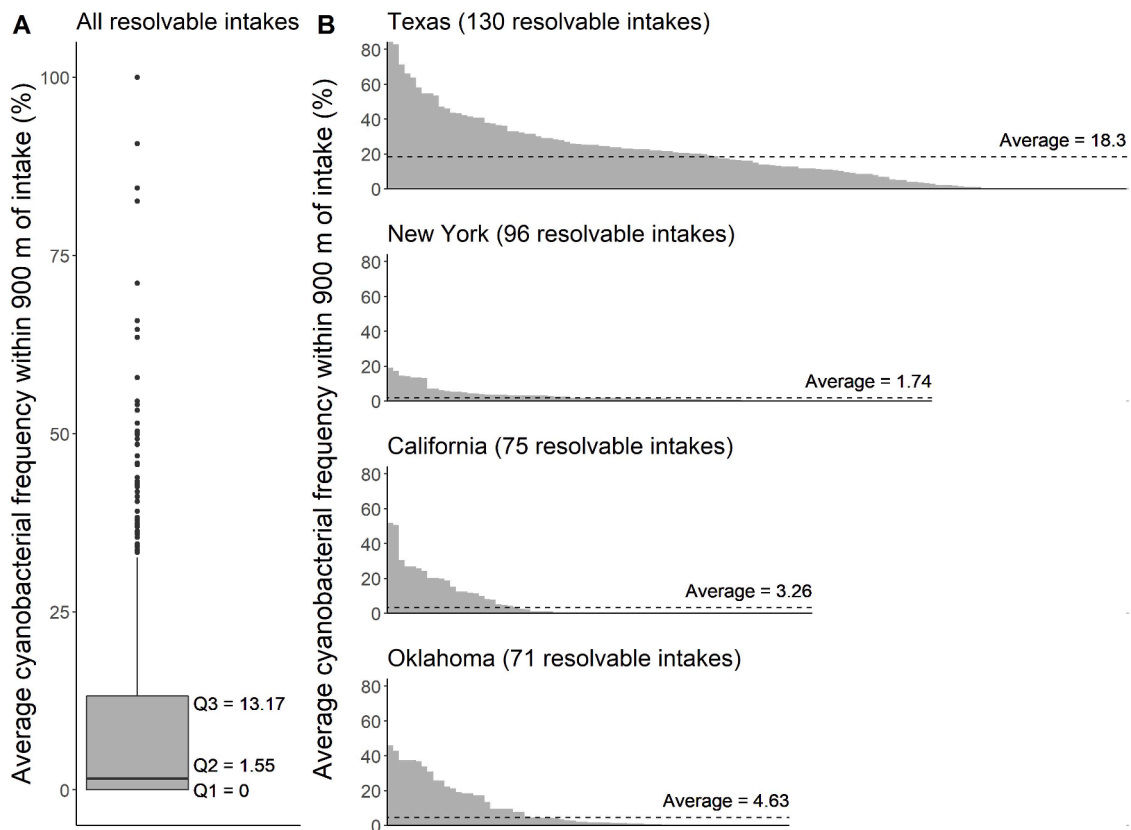 A All resolvable intakes
Average cyanobacterial frequency within 900 m of intake (%)
100
75
50
25
0
Q3 = 13.17
Q2 = 1.55
Q1 = 0
B Texas (130 resolvable intakes)
Average cyanobacterial frequency within 900 m of intake (%)
80
60
40
20
0
Average = 18.3
New York (96 resolvable intakes)
80
60
40
20
0
Average = 1.74
California (75 resolvable intakes)
80
60
40
20
0
Average = 3.26
Oklahoma (71 resolvable intakes)
80
60
40
20
0
Average = 4.63